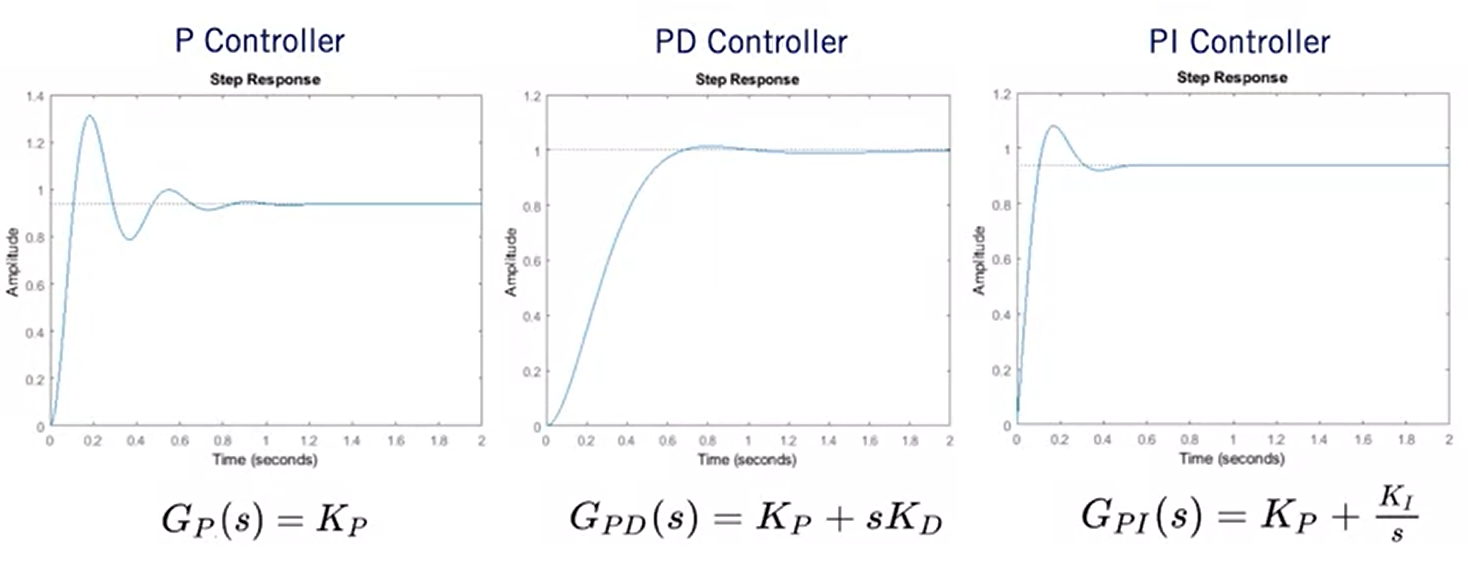 P Controller
Step Response
1.4
1.2
1
0.8
0.6
0.4
0.2
0
Amplitude
0 0.2 0.4 0.6 0.8 1 1.2 1.4 1.6 1.8 2
Time (seconds)
G_P(s) = K_P
PD Controller
Step Response
1.2
1
0.8
0.6
0.4
0.2
0
Amplitude
0 0.2 0.4 0.6 0.8 1 1.2 1.4 1.6 1.8 2
Time (seconds)
G_{PD}(s) = K_P + sK_D
PI Controller
Step Response
1.2
1
0.8
0.6
0.4
0.2
0
Amplitude
0 0.2 0.4 0.6 0.8 1 1.2 1.4 1.6 1.8 2
Time (seconds)
G_{PI}(s) = K_P + \frac{K_I}{s}